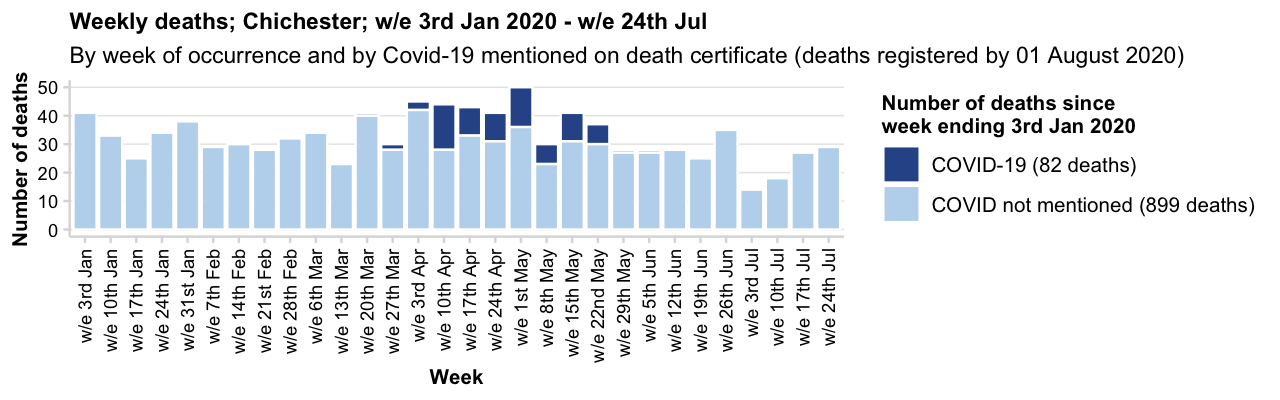 Weekly deaths; Chichester; w/e 3rd Jan 2020 - w/e 24th Jul
By week of occurrence and by Covid-19 mentioned on death certificate (deaths registered by 01 August 2020)
Number of deaths
50
40
30
20
10
0
w/e 3rd Jan
w/e 10th Jan
w/e 17th Jan
w/e 24th Jan
w/e 31st Jan
w/e 7th Feb
w/e 14th Feb
w/e 21st Feb
w/e 28th Feb
w/e 6th Mar
w/e 13th Mar
w/e 20th Mar
w/e 27th Mar
w/e 3rd Apr
w/e 10th Apr
w/e 17th Apr
w/e 24th Apr
w/e 1st May
w/e 8th May
w/e 15th May
w/e 22nd May
w/e 29th May
w/e 5th Jun
w/e 12th Jun
w/e 19th Jun
w/e 26th Jun
w/e 3rd Jul
w/e 10th Jul
w/e 17th Jul
w/e 24th Jul
Week
Number of deaths since
week ending 3rd Jan 2020
COVID-19 (82 deaths)
COVID not mentioned (899 deaths)